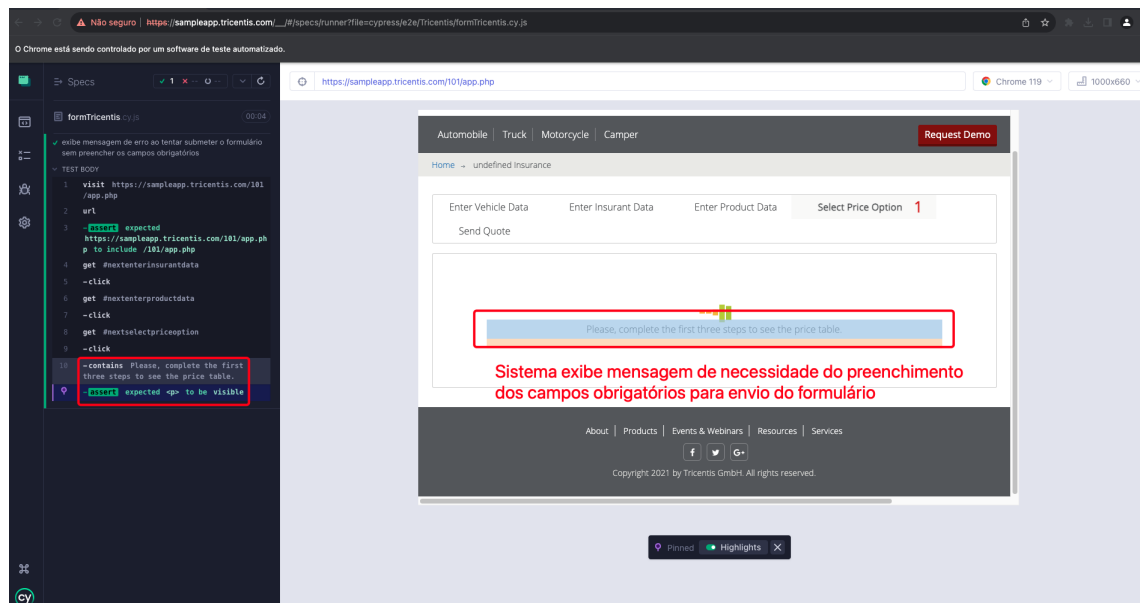 Não seguro | https://sampleapp.tricentis.com/__/#/specs/runner?file=cypress/e2e/Tricentis/formTricentis.cy.js
O Chrome está sendo controlado por um software de teste automatizado.
Specs
1
formTricentis.cy.js 00:04
exibe mensagem de erro ao tentar submeter o formulário
sem preencher os campos obrigatórios
TEST BODY
1 visit https://sampleapp.tricentis.com/101
/app.php
2 url
3 -assert expected
https://sampleapp.tricentis.com/101/app.ph
p to include /101/app.php
4 get #nextenterinsurantdata
5 -click
6 get #nextenterproductdata
7 -click
8 get #nextselectpriceoption
9 -click
10 -contains Please, complete the first
three steps to see the price table.
-assert expected <p> to be visible
cy
https://sampleapp.tricentis.com/101/app.php
Chrome 119
1000x660
Automobile | Truck | Motorcycle | Camper
Request Demo
Home - undefined Insurance
Enter Vehicle Data Enter Insurant Data Enter Product Data Select Price Option 1
Send Quote
Please, complete the first three steps to see the price table.
Sistema exibe mensagem de necessidade do preenchimento
dos campos obrigatórios para envio do formulário
About | Products | Events & Webinars | Resources | Services
f G+
Copyright 2021 by Tricentis GmbH. All rights reserved.
Pinned Highlights X